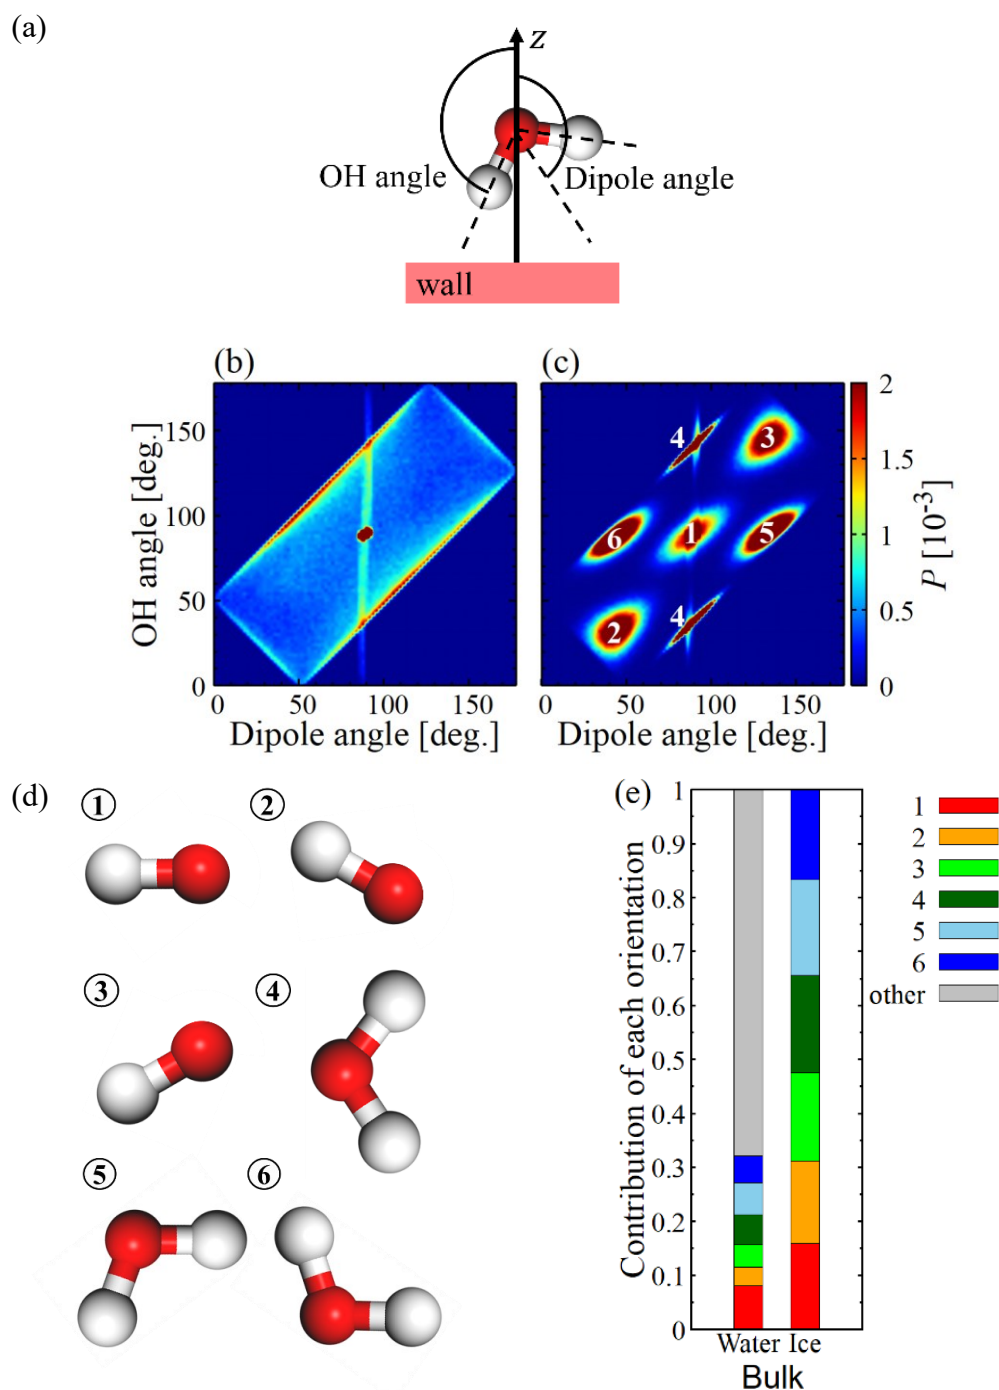 (a)
z
OH angle
Dipole angle
wall
(b)
(c)
OH angle [deg.]
150
100
50
0
0 50 100 150
Dipole angle [deg.]
4
3
6
1
5
2
4
0 50 100 150
Dipole angle [deg.]
2
1.5
1
0.5
0
P [10-3]
(d)
1
2
3
4
5
6
(e)
Contribution of each orientation
1
0.9
0.8
0.7
0.6
0.5
0.4
0.3
0.2
0.1
0
Water Ice
Bulk
1
2
3
4
5
6
other